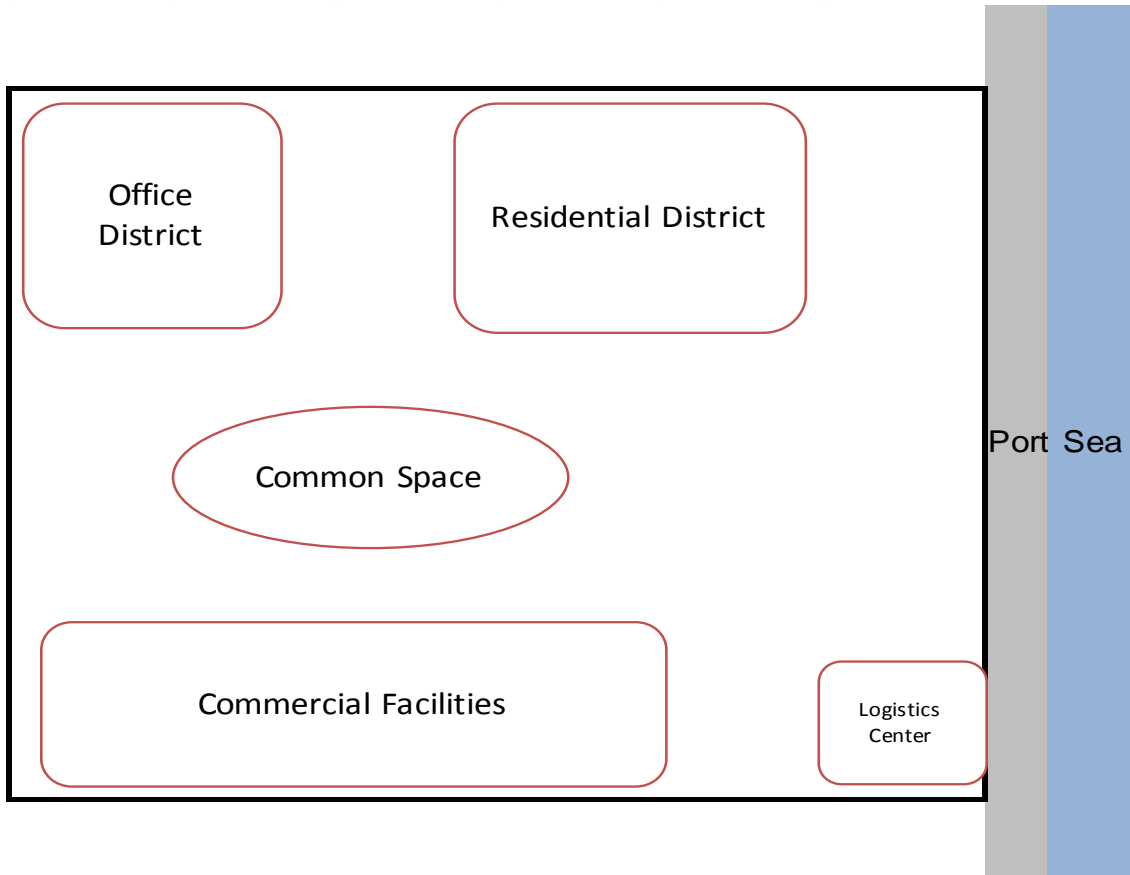 Office
District
Residential District
Common Space
Port Sea
Commercial Facilities
Logistics
Center